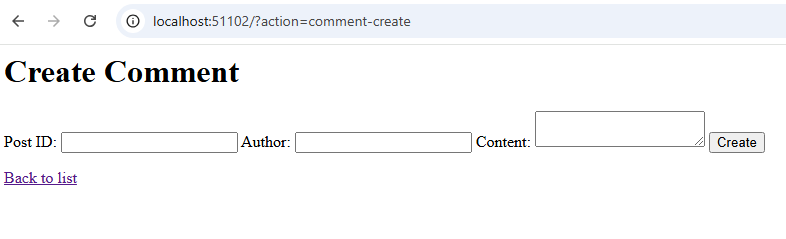 localhost:51102/?action=comment-create
Create Comment
Post ID: Author: Content: Create
Back to list